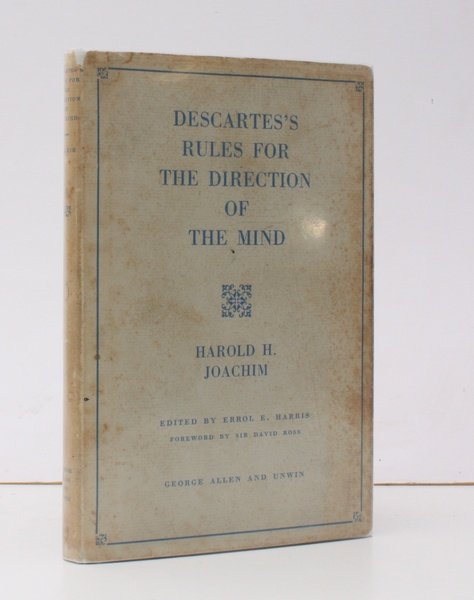 DESCARTES'S
RULES FOR
THE DIRECTION
OF
THE MIND
HAROLD H.
JOACHIM
EDITED BY ERROL E. HARRIS
FOREWORD BY SIR DAVID ROSS
GEORGE ALLEN AND UNWIN